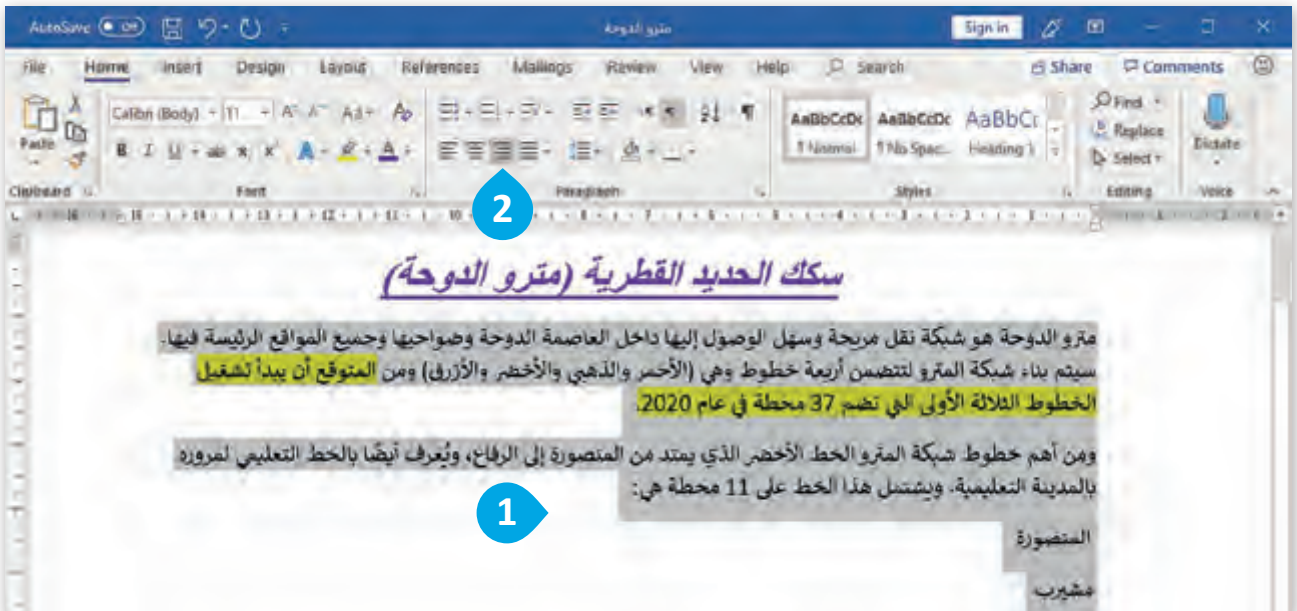 AutoSave Off مترو الدوحة Sign in
File Home Insert Design Layout References Mailings Review View Help Search Share Comments
Paste Calibri (Body) 11 AaBbCcDc AaBbCcDc AaBbCc Find
B I U ab x x A A ¶ Normal ¶ No Spac... Heading 1 Replace
Select Dictate
Clipboard Font Paragraph Styles Editing Voice
2
سكك الحديد القطرية (مترو الدوحة)
مترو الدوحة هو شبكة نقل مريحة وسهل الوصول إليها داخل العاصمة الدوحة وضواحيها وجميع المواقع الرئيسة فيها.
سيتم بناء شبكة المترو لتتضمن أربعة خطوط وهي (الأحمر والذهبي والأخضر والأزرق) ومن المتوقع أن يبدأ تشغيل
الخطوط الثلاثة الأولى التي تضم 37 محطة في عام 2020.
ومن أهم خطوط شبكة المترو الخط الأخضر الذي يمتد من المنصورة إلى الرفاع، ويُعرف أيضًا بالخط التعليمي لمروره
بالمدينة التعليمية. ويشتمل هذا الخط على 11 محطة هي:
1
المنصورة
مشيرب